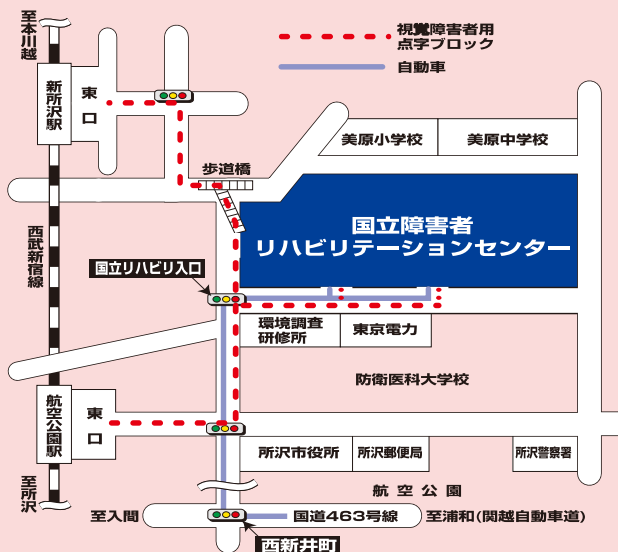 至本川越
視覚障害者用
点字ブロック
自動車
新所沢駅
東口
美原小学校
美原中学校
歩道橋
国立障害者
リハビリテーションセンター
西武新宿線
国立リハビリ入口
環境調査
研修所
東京電力
防衛医科大学校
航空公園駅
東口
所沢市役所
所沢郵便局
所沢警察署
至所沢
航空公園
至入間
国道463号線
至浦和(関越自動車道)
西新井町